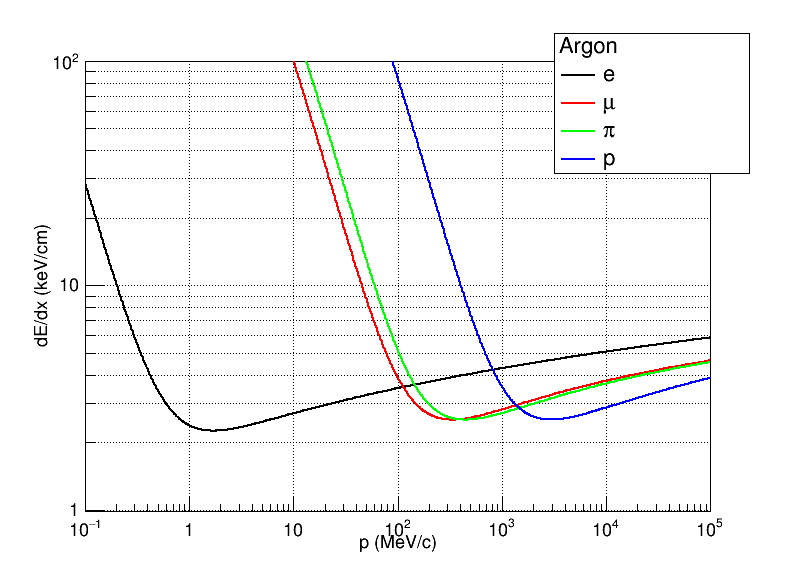 Argon
e
μ
π
p
dE/dx (keV/cm)
10²
10
1
10⁻¹ 1 10 10² 10³ 10⁴ 10⁵
p (MeV/c)